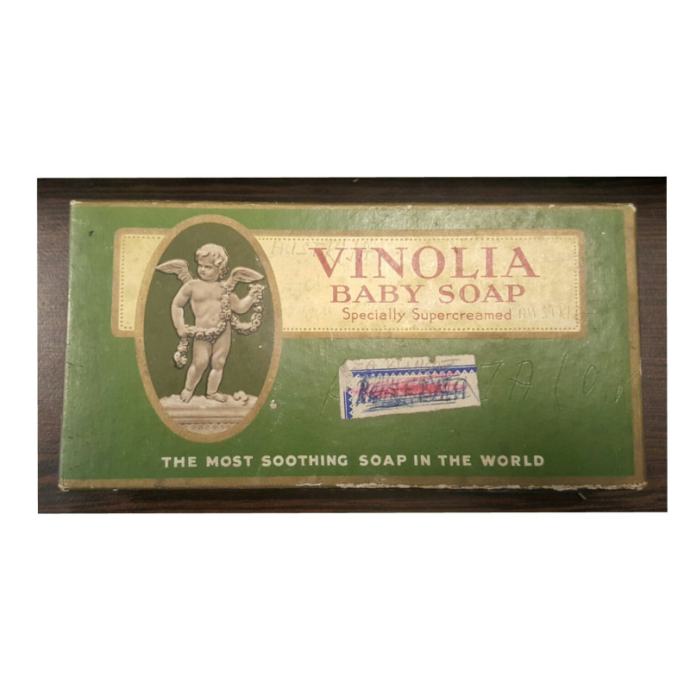 VINOLIA
BABY SOAP
Specially Supercreamed
THE MOST SOOTHING SOAP IN THE WORLD